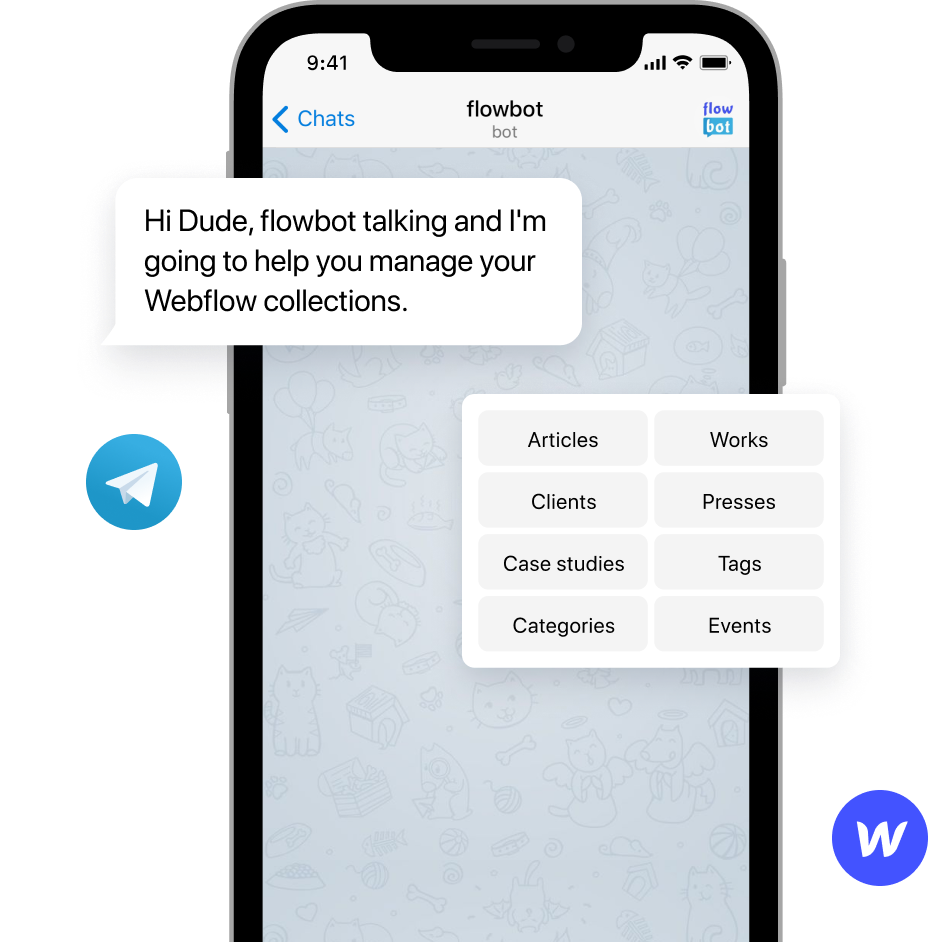 9:41
Chats
flowbot
bot
flow
bot
Hi Dude, flowbot talking and I'm
going to help you manage your
Webflow collections.
Articles
Works
Clients
Presses
Case studies
Tags
Categories
Events
W